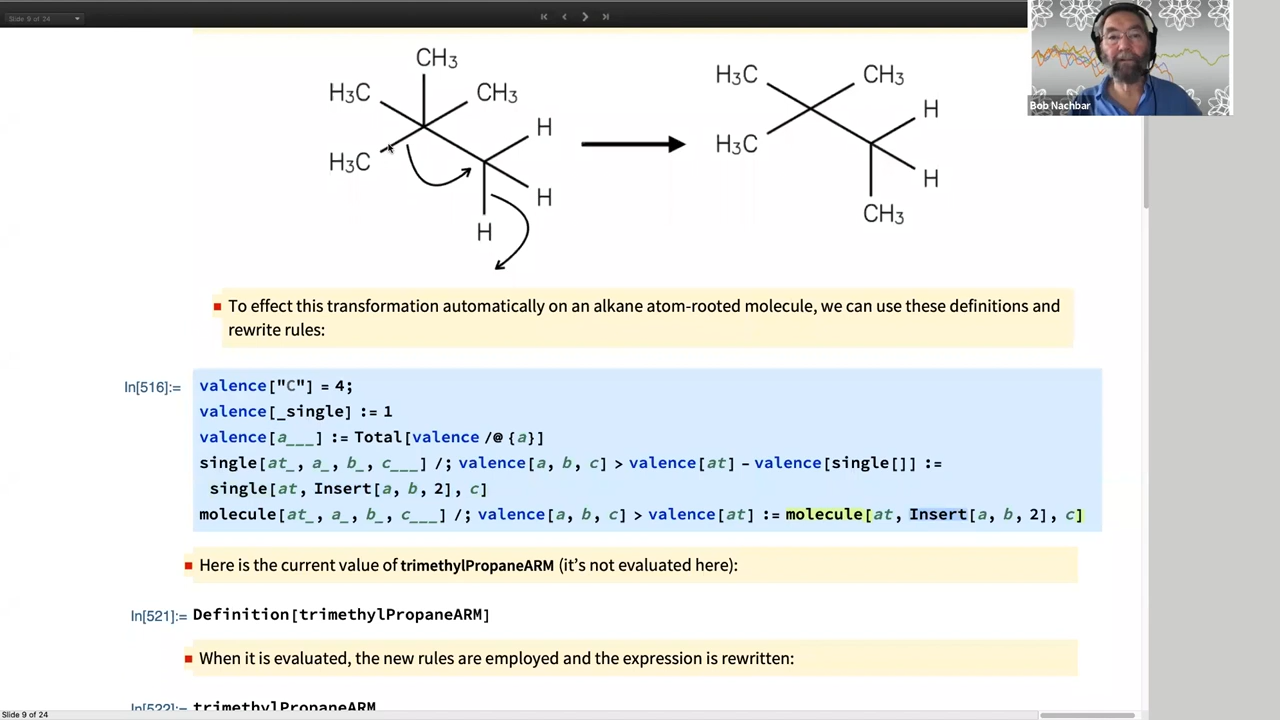 Slide 9 of 24
CH3
H3C
CH3
H3C
H
H
H
H3C
CH3
H
H3C
H
CH3
Bob Nachbar
To effect this transformation automatically on an alkane atom-rooted molecule, we can use these definitions and
rewrite rules:
In[516]:= valence["C"] = 4;
valence[_single] := 1
valence[a___] := Total[valence /@ {a}]
single[at_, a_, b_, c___] /; valence[a, b, c] > valence[at] - valence[single[]] :=
single[at, Insert[a, b, 2], c]
molecule[at_, a_, b_, c___] /; valence[a, b, c] > valence[at] := molecule[at, Insert[a, b, 2], c]
Here is the current value of trimethylPropaneARM (it's not evaluated here):
In[521]:= Definition[trimethylPropaneARM]
When it is evaluated, the new rules are employed and the expression is rewritten:
In[522]:= trimethylPropaneARM
Slide 9 of 24